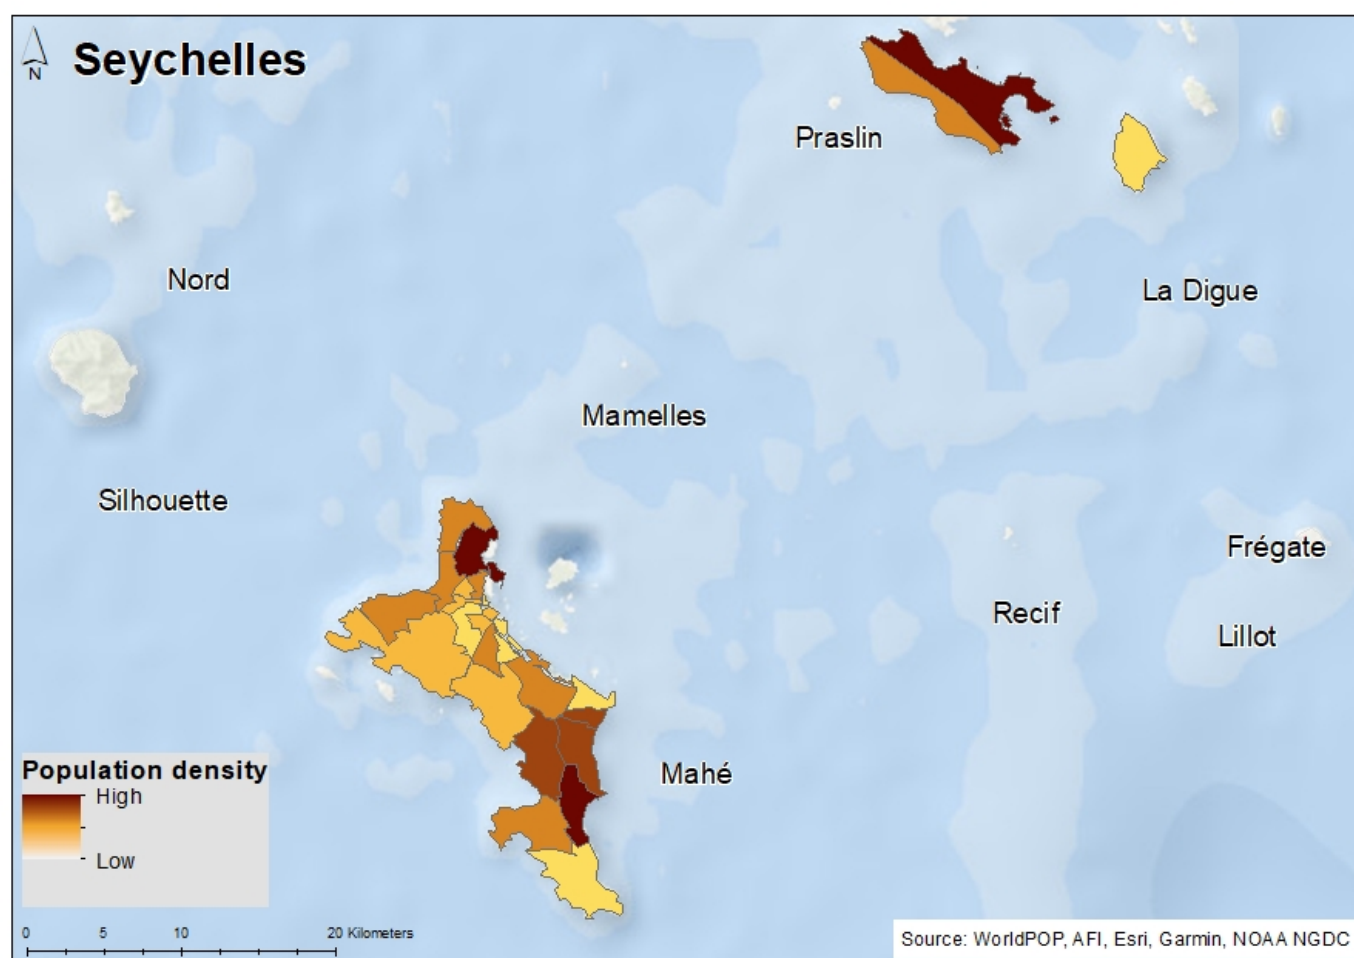 N
Seychelles
Praslin
Nord
La Digue
Mamelles
Silhouette
Frégate
Recif
Lillot
Mahé
Population density
High
Low
0 5 10 20 Kilometers
Source: WorldPOP, AFI, Esri, Garmin, NOAA NGDC